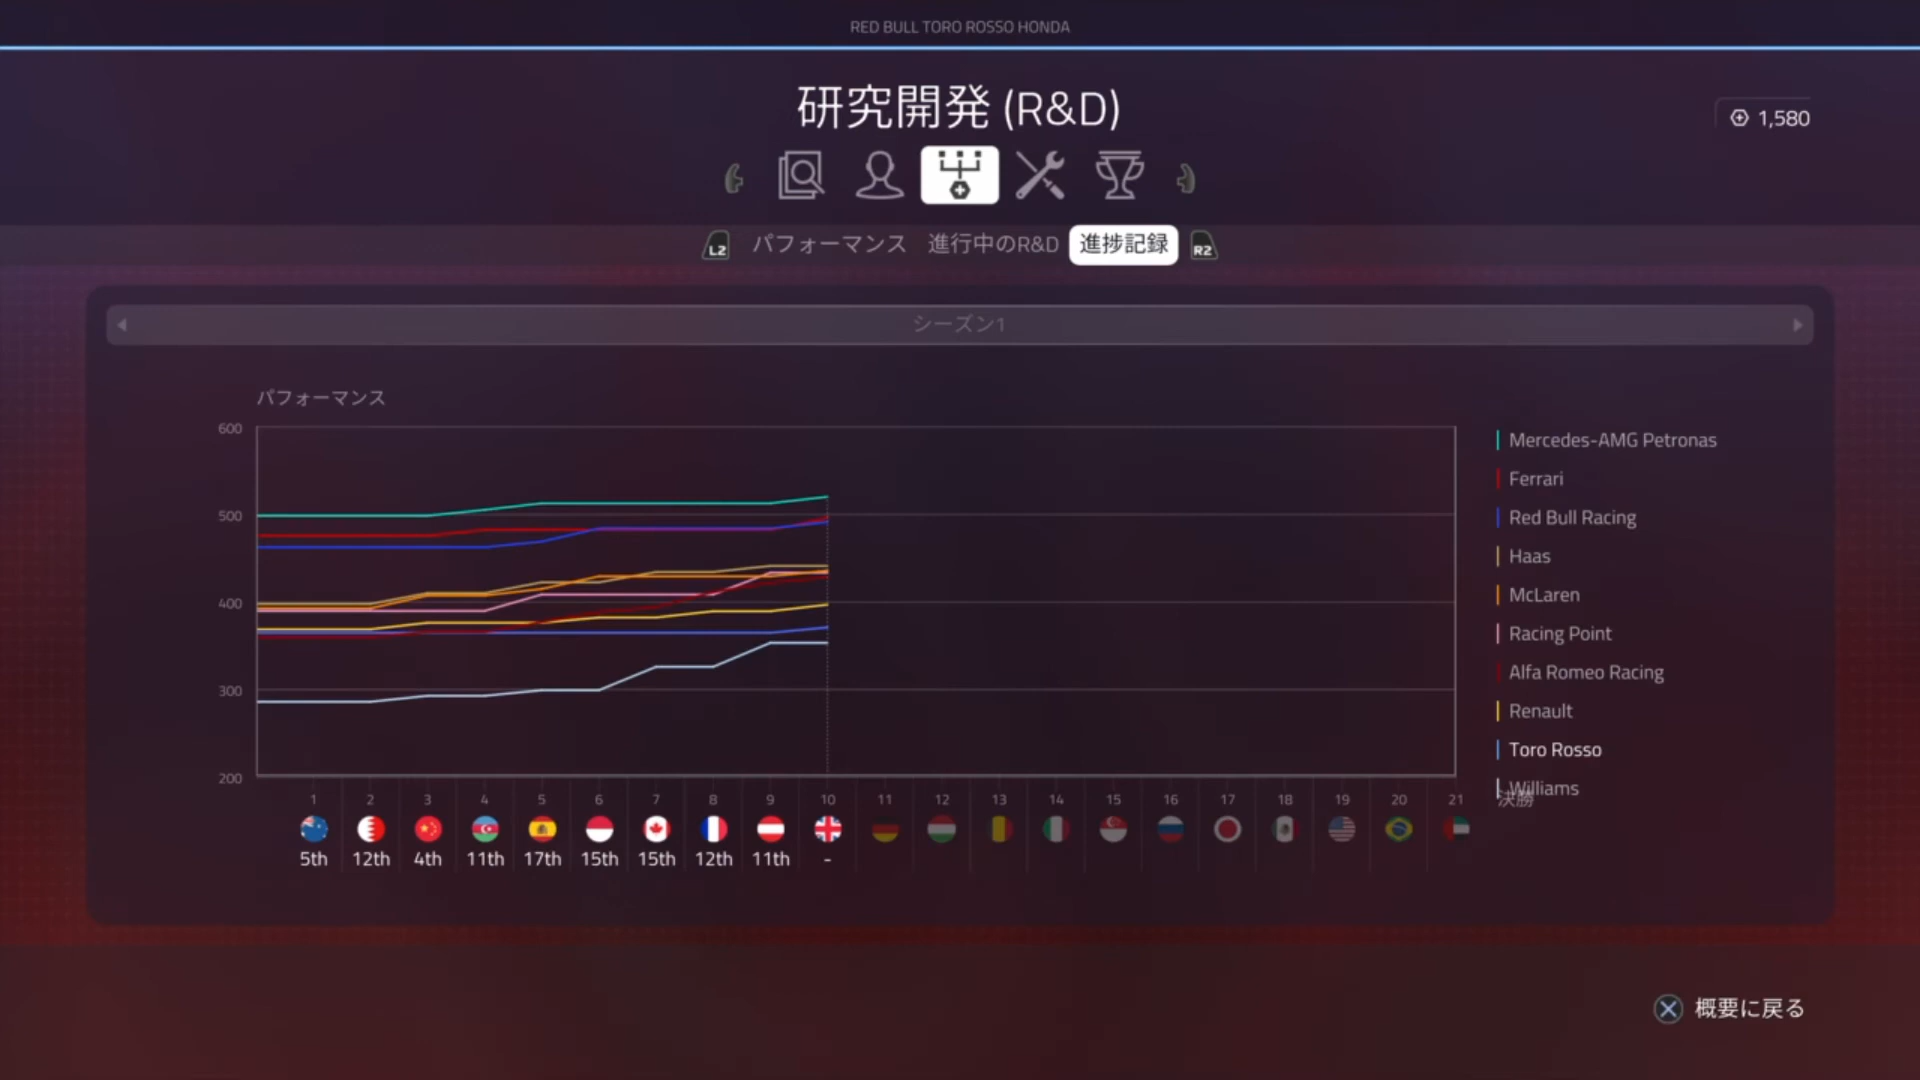 RED BULL TORO ROSSO HONDA
研究開発 (R&D)
1,580
L2 パフォーマンス 進行中のR&D 進捗記録 R2
シーズン1
パフォーマンス
600
500
400
300
200
Mercedes-AMG Petronas
Ferrari
Red Bull Racing
Haas
McLaren
Racing Point
Alfa Romeo Racing
Renault
Toro Rosso
Williams
決勝
1 2 3 4 5 6 7 8 9 10 11 12 13 14 15 16 17 18 19 20 21
5th 12th 4th 11th 17th 15th 15th 12th 11th -
概要に戻る